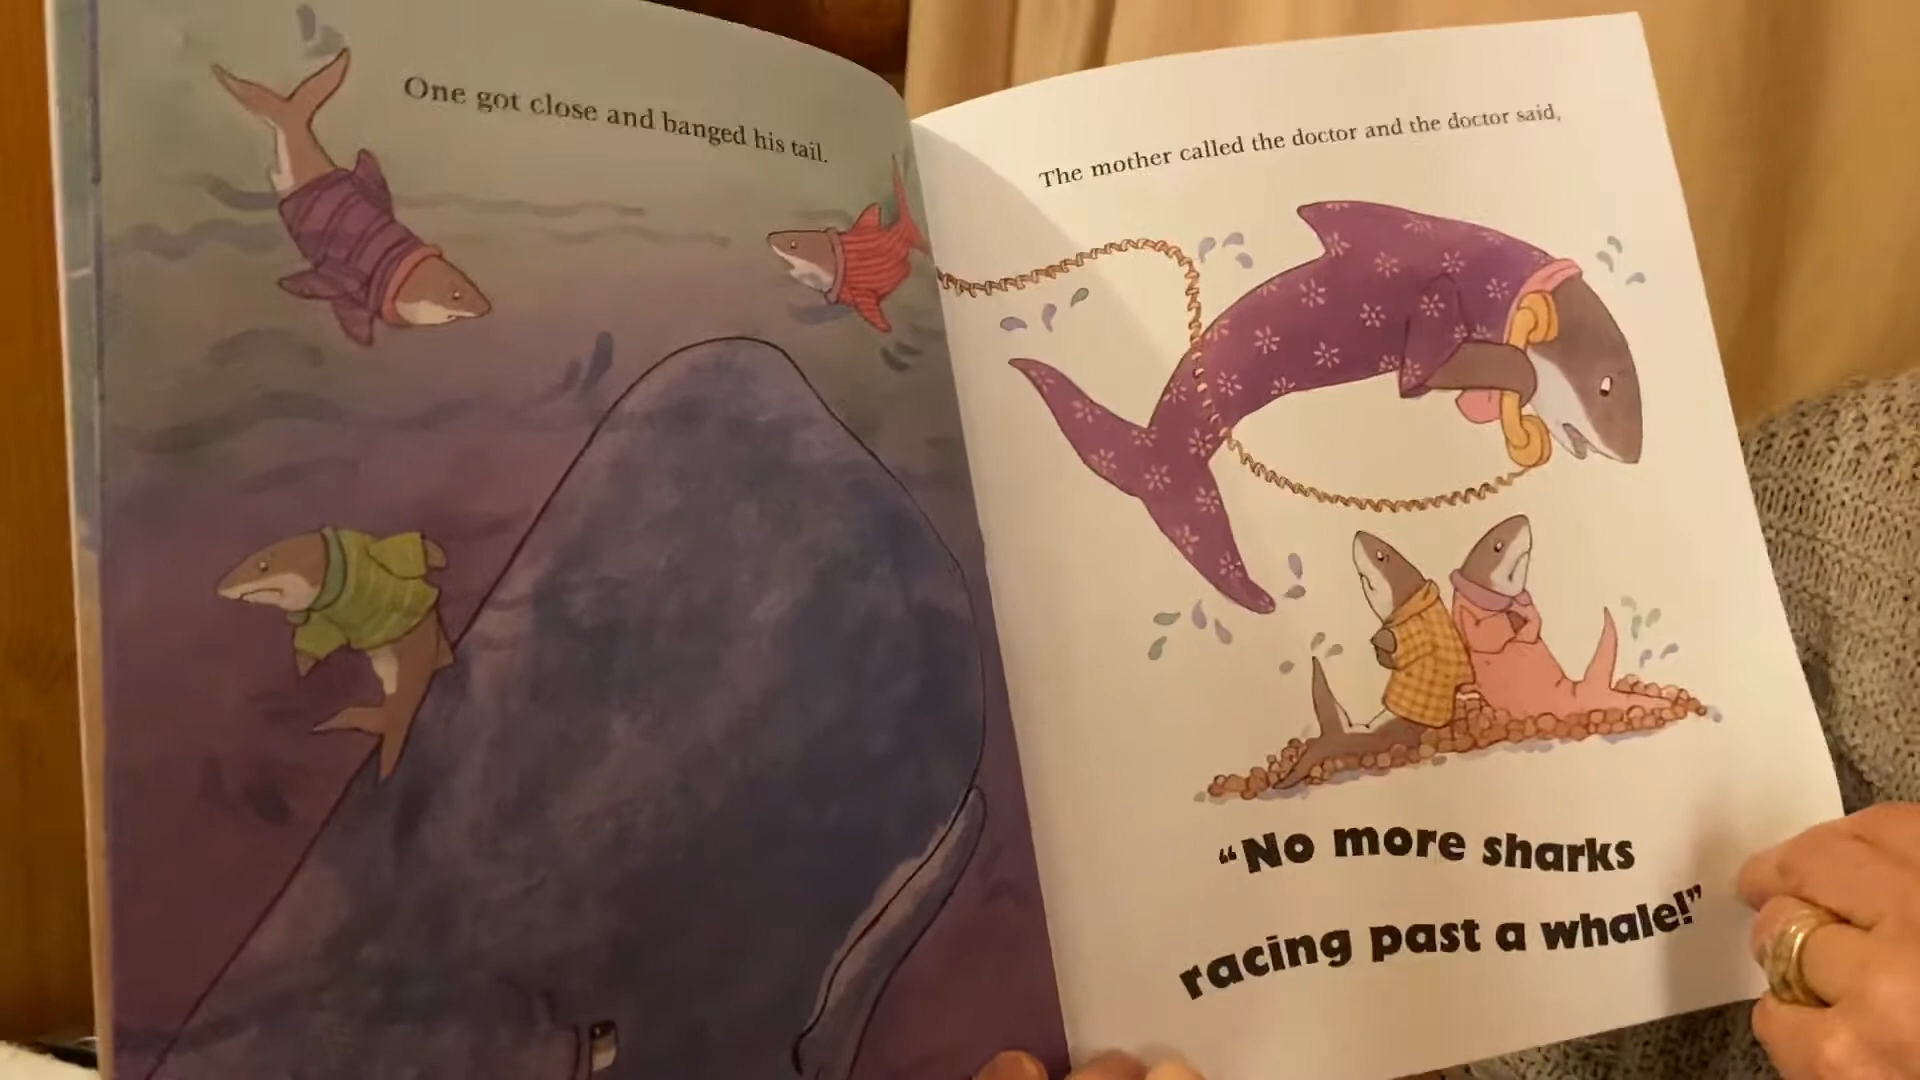 One got close and banged his tail.
The mother called the doctor and the doctor said,
“No more sharks
racing past a whale!”